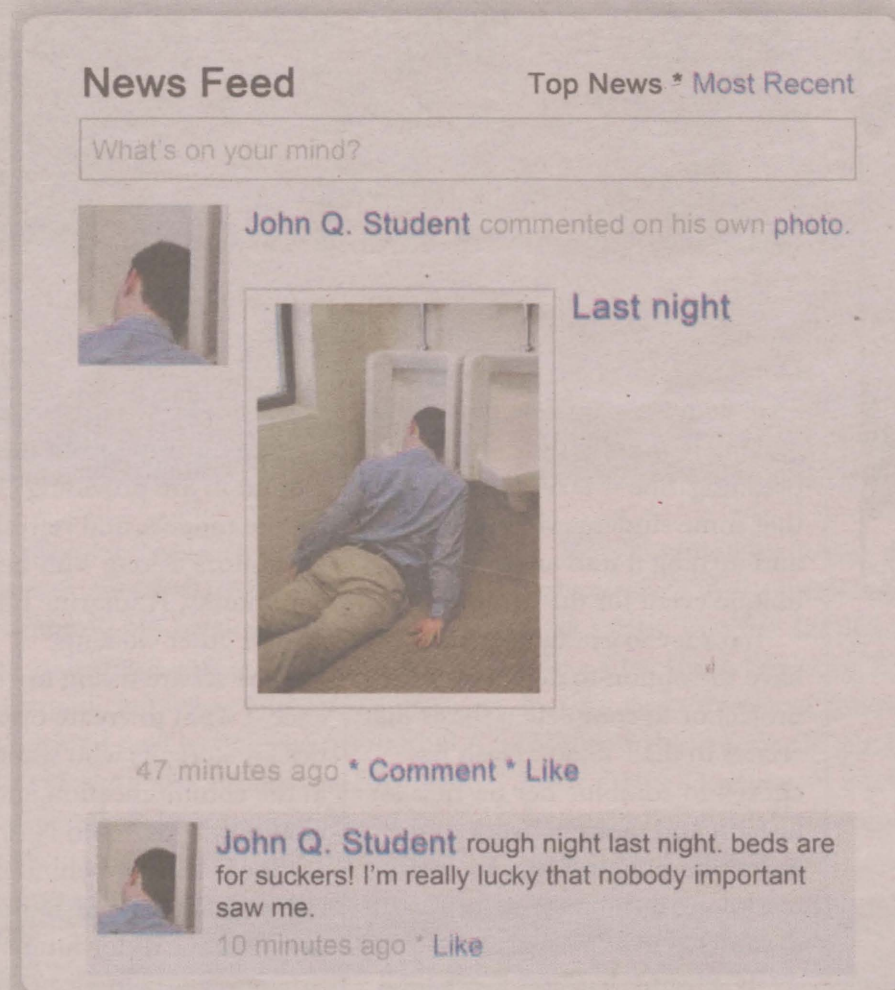 News Feed Top News * Most Recent
What's on your mind?
John Q. Student commented on his own photo.
Last night
47 minutes ago * Comment * Like
John Q. Student rough night last night. beds are
for suckers! I'm really lucky that nobody important
saw me.
10 minutes ago * Like